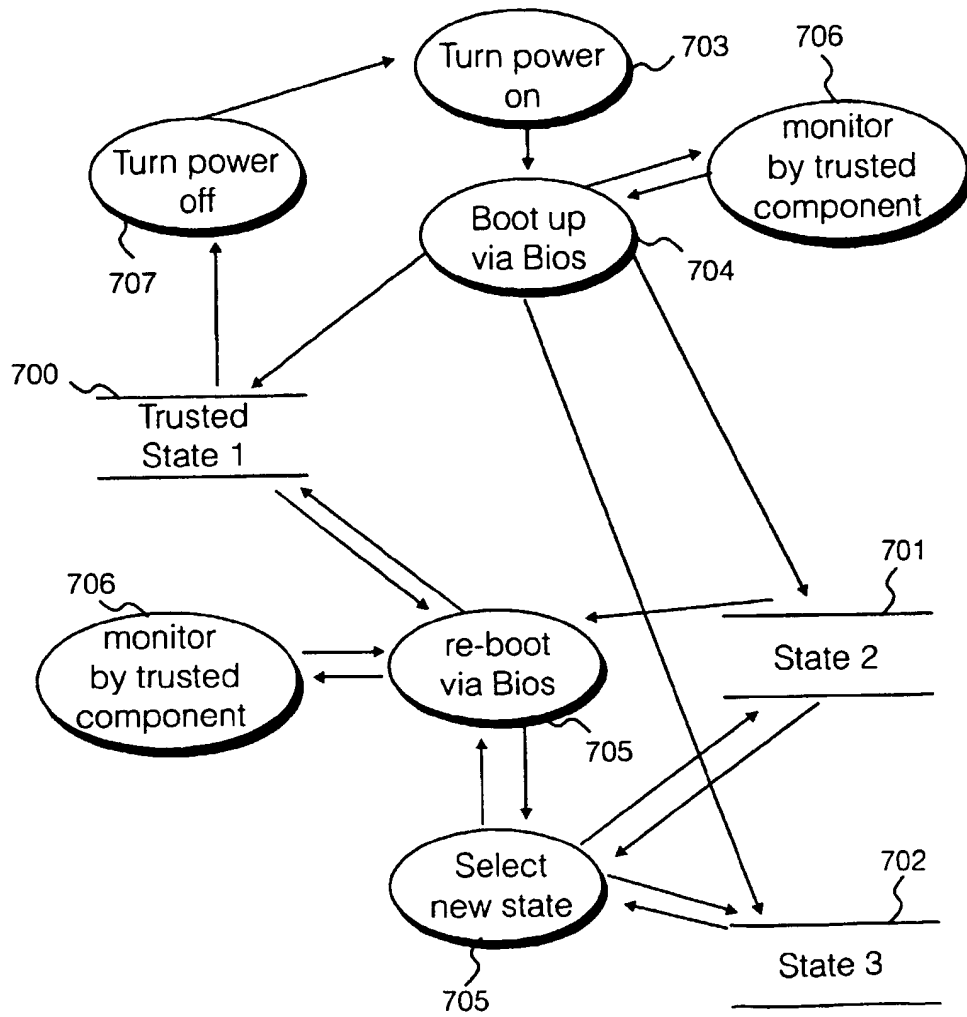 Turn power
on
703
706
monitor
by trusted
component
Turn power
off
707
Boot up
via Bios
704
700
Trusted
State 1
701
State 2
706
monitor
by trusted
component
re-boot
via Bios
705
Select
new state
705
702
State 3